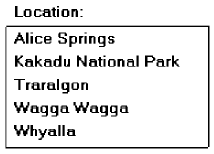 Location:
Alice Springs
Kakadu National Park
Traralgon
Wagga Wagga
Whyalla